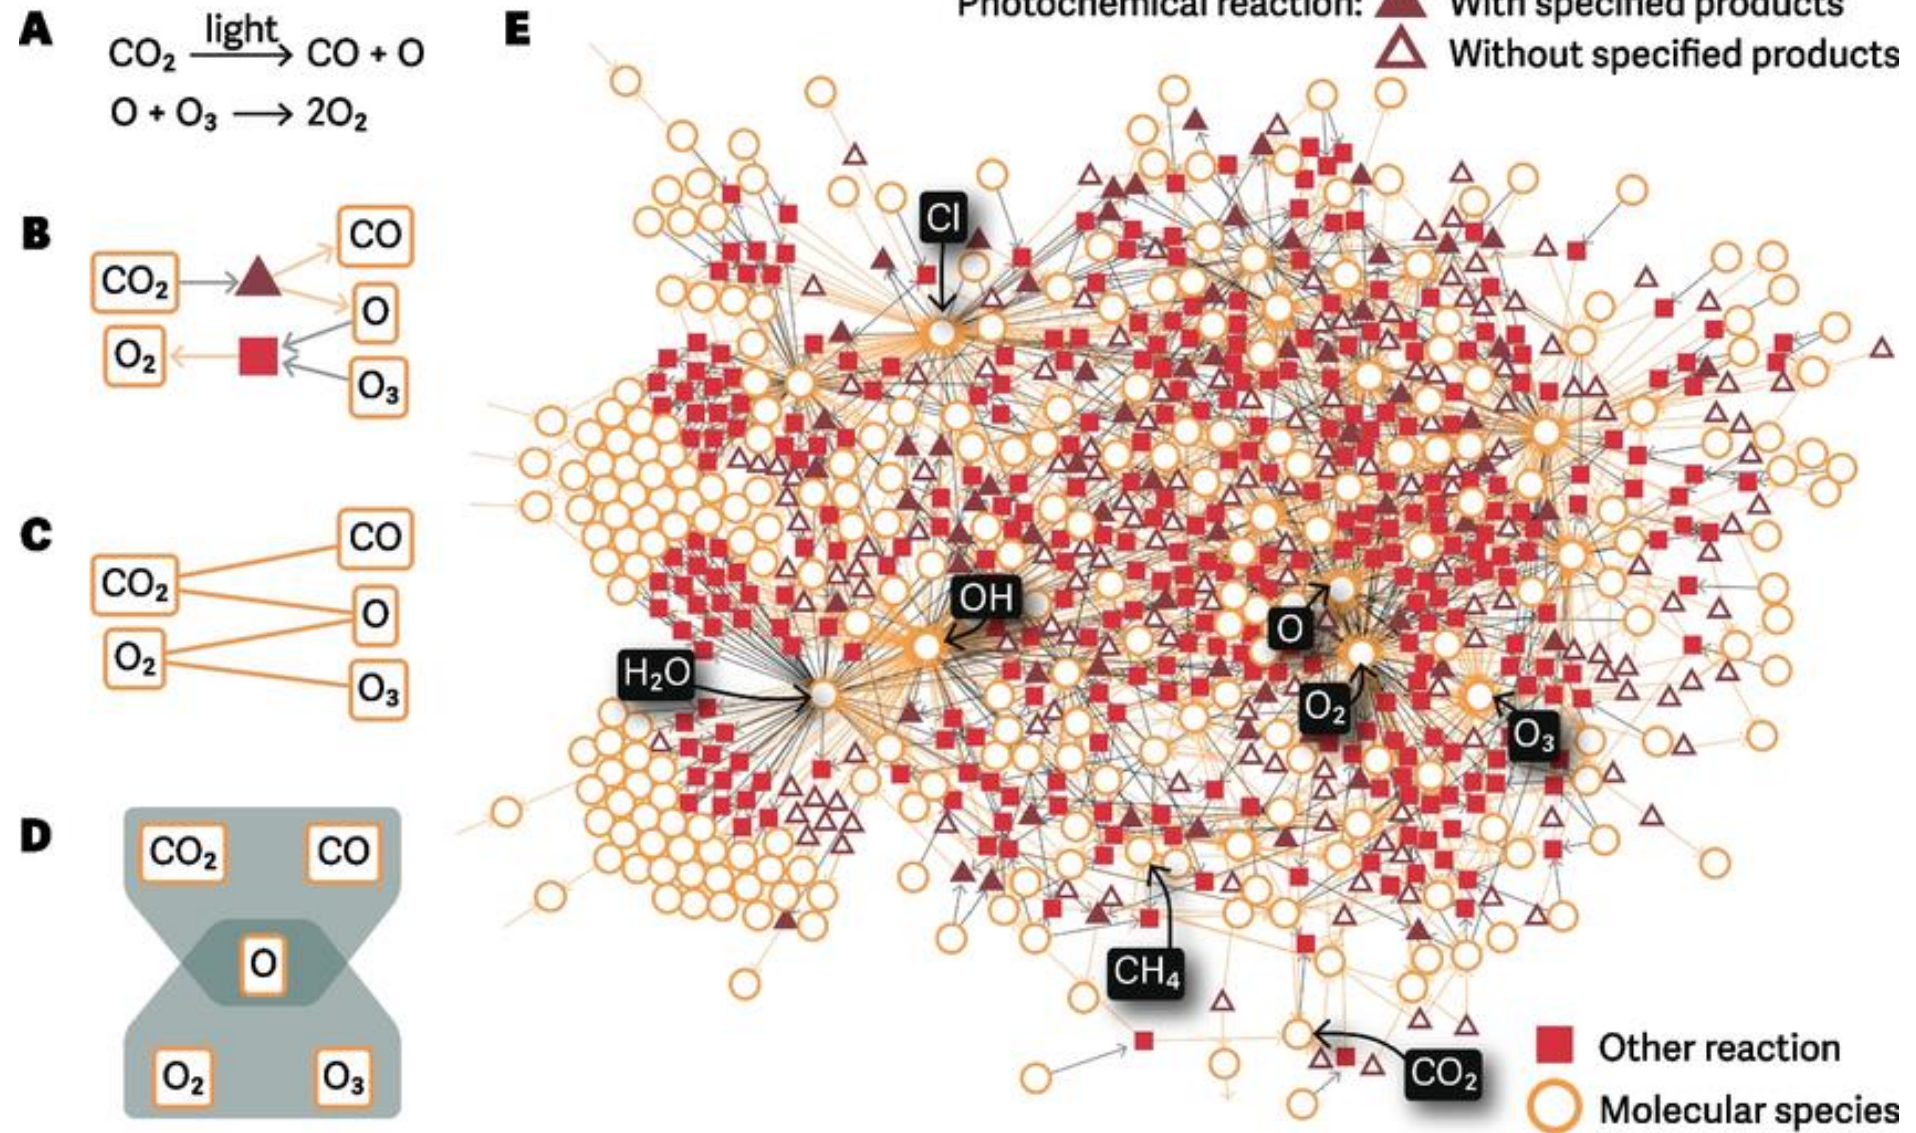 A
light
CO₂ ⟶ CO + O
O + O₃ ⟶ 2O₂
B
CO₂
CO
O
O₂
O₃
C
CO₂
CO
O
O₂
O₃
D
CO₂ CO
O
O₂ O₃
E
Photochemical reaction: With specified products
Without specified products
Cl
OH
O
H₂O
O₂
O₃
CH₄
CO₂
Other reaction
Molecular species